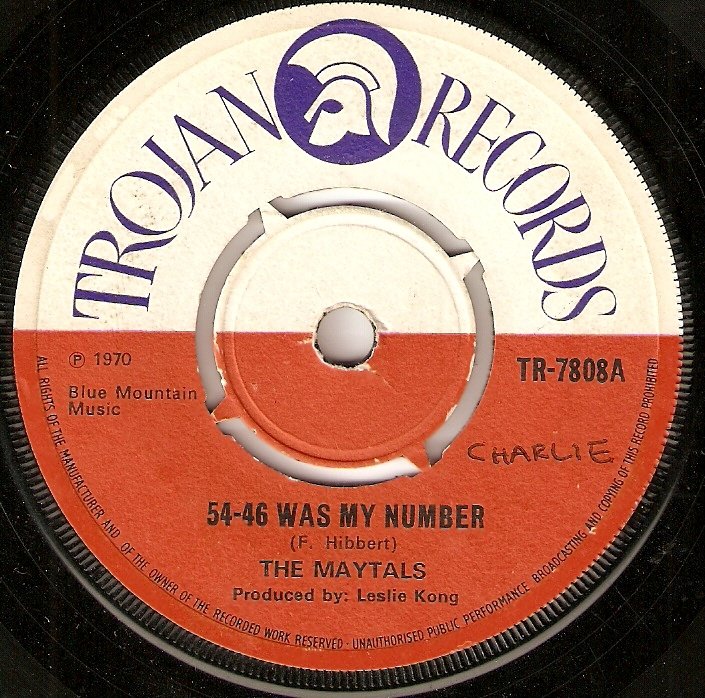 TROJAN RECORDS
℗ 1970
TR-7808A
Blue Mountain
Music
CHARLIE
54-46 WAS MY NUMBER
(F. Hibbert)
THE MAYTALS
Produced by: Leslie Kong
ALL RIGHTS OF THE MANUFACTURER AND OF THE OWNER OF THE RECORDED WORK RESERVED · UNAUTHORISED PUBLIC PERFORMANCE BROADCASTING AND COPYING OF THIS RECORD PROHIBITED